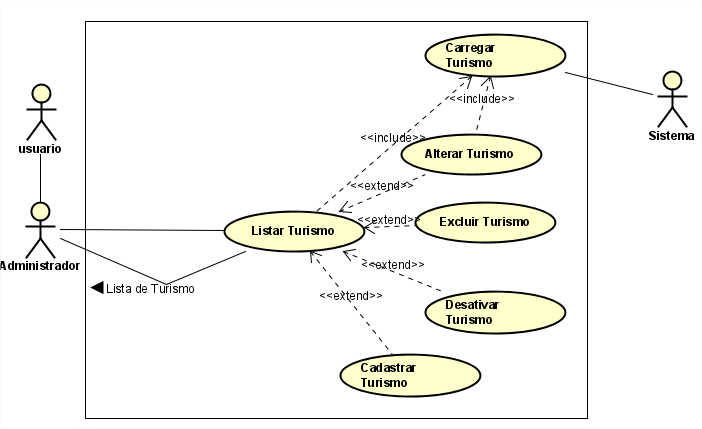 Carregar
Turismo
<<include>>
usuario
Sistema
<<include>>
Alterar Turismo
<<extend>>
<<extend>>
Excluir Turismo
Listar Turismo
Administrador
<<extend>>
Lista de Turismo
<<extend>>
Desativar
Turismo
Cadastrar
Turismo